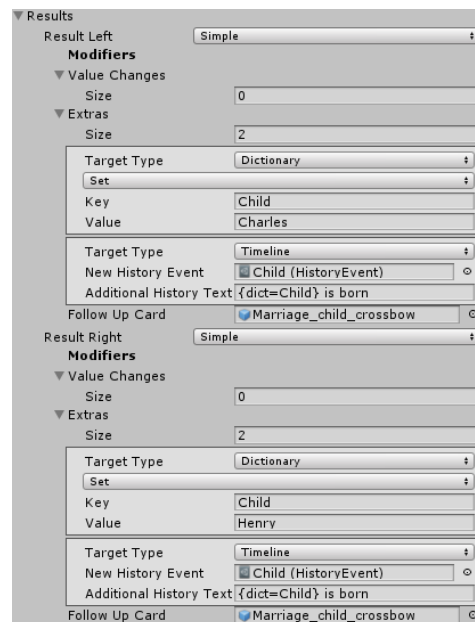 Results
Result Left Simple
Modifiers
Value Changes
Size 0
Extras
Size 2
Target Type Dictionary
Set
Key Child
Value Charles
Target Type Timeline
New History Event Child (HistoryEvent)
Additional History Text {dict=Child} is born
Follow Up Card Marriage_child_crossbow
Result Right Simple
Modifiers
Value Changes
Size 0
Extras
Size 2
Target Type Dictionary
Set
Key Child
Value Henry
Target Type Timeline
New History Event Child (HistoryEvent)
Additional History Text {dict=Child} is born
Follow Up Card Marriage_child_crossbow